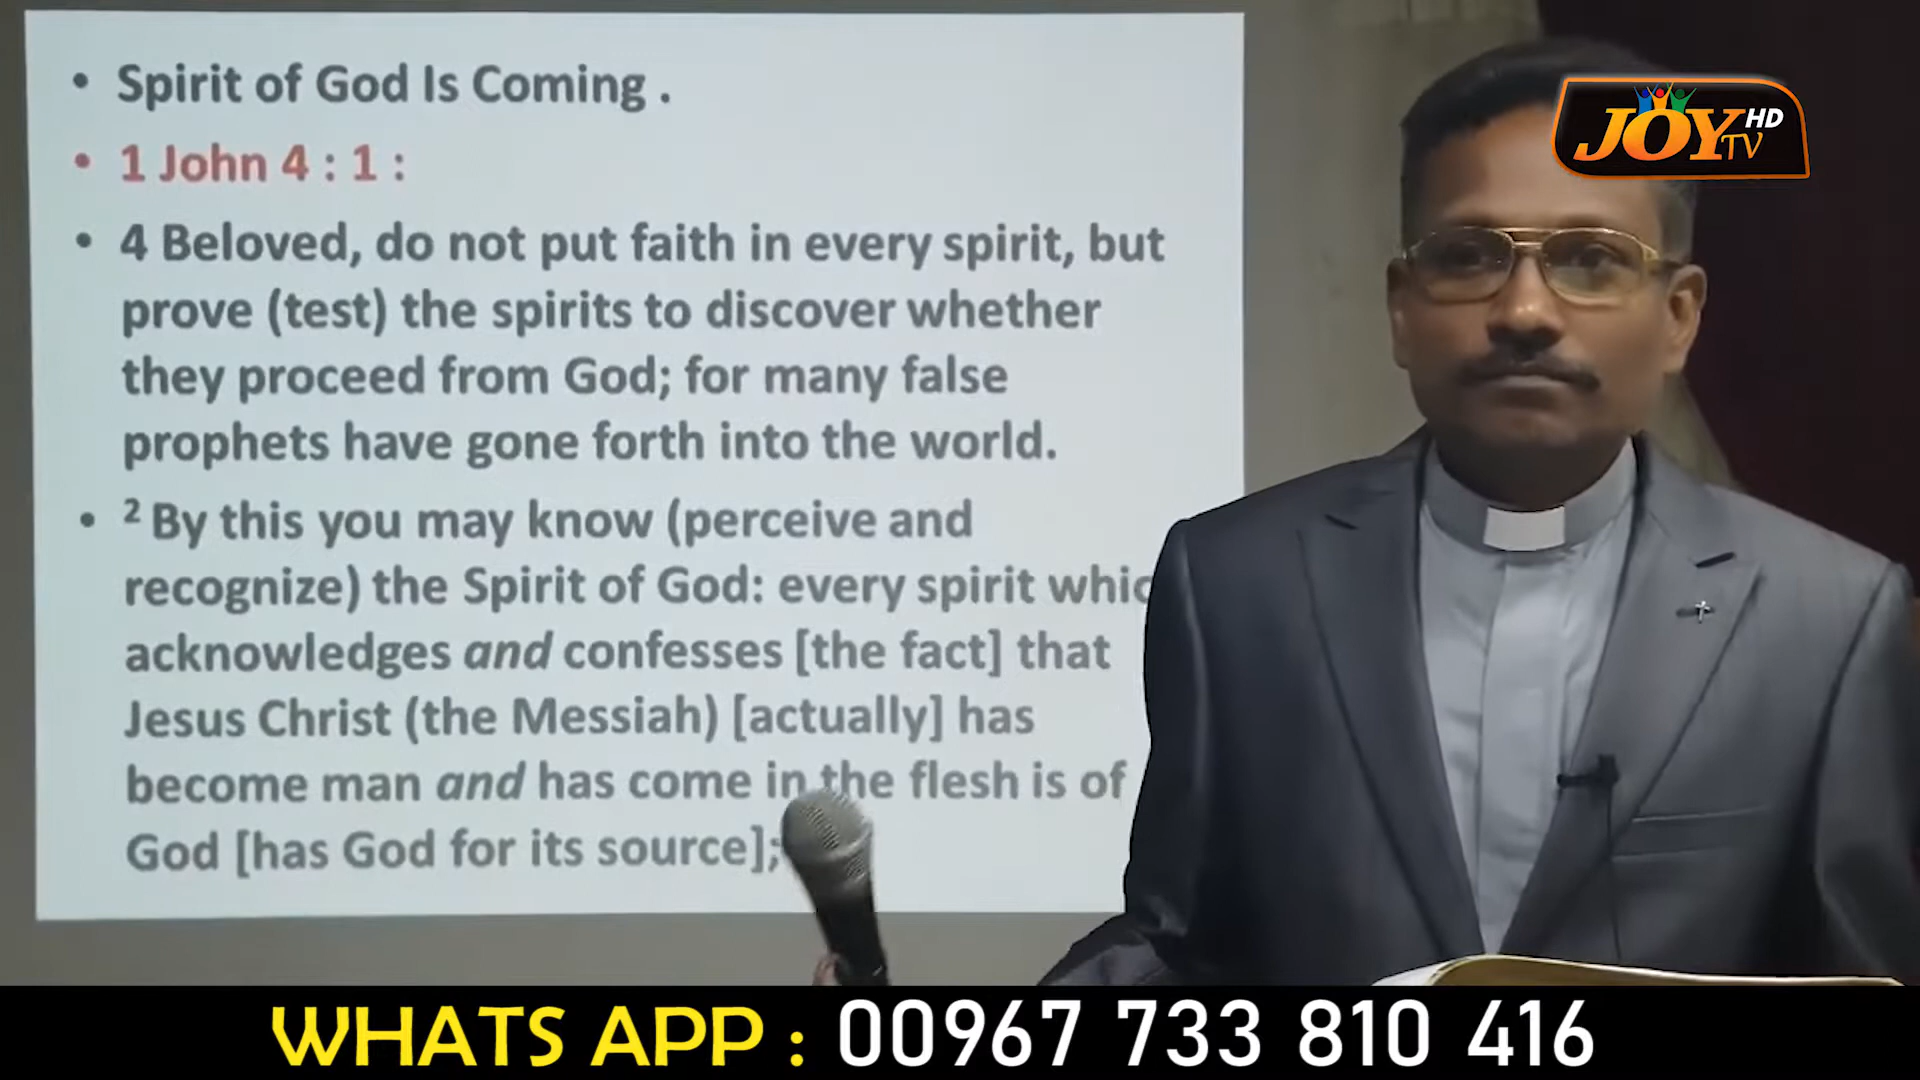 • Spirit of God Is Coming .
• 1 John 4 : 1 :
• 4 Beloved, do not put faith in every spirit, but
prove (test) the spirits to discover whether
they proceed from God; for many false
prophets have gone forth into the world.
• ² By this you may know (perceive and
recognize) the Spirit of God: every spirit
acknowledges and confesses [the fact] that
Jesus Christ (the Messiah) [actually] has
become man and has come in the flesh is of
God [has God for its source];
JOY TV HD
WHATS APP : 00967 733 810 416